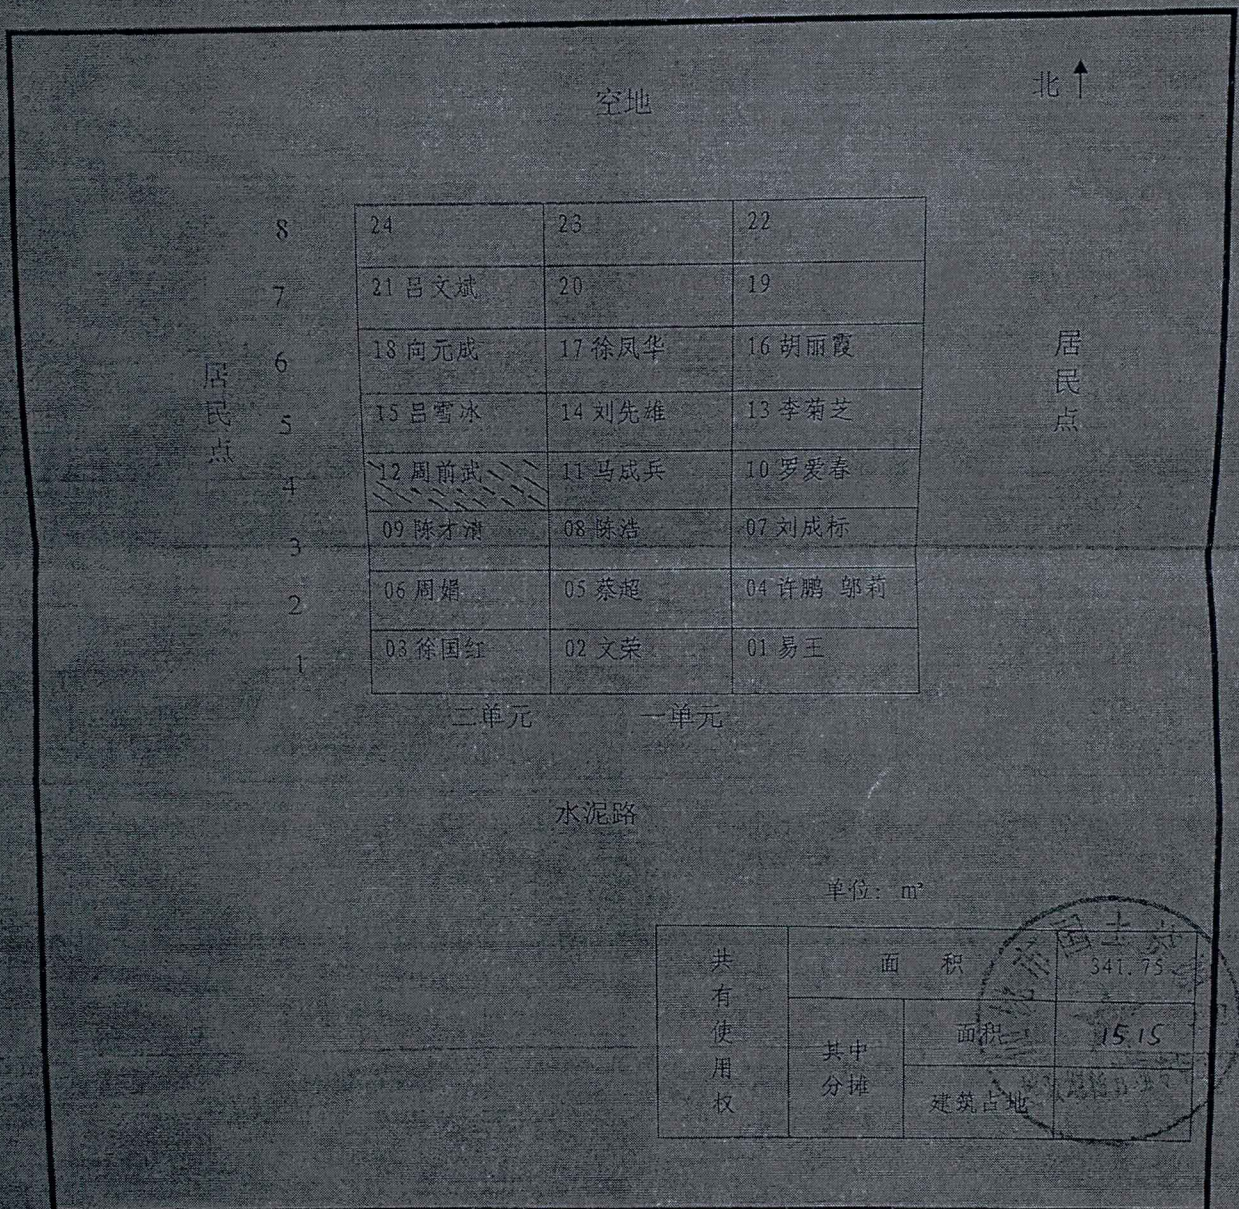 北
空地
8 24 23 22
7 21 吕文斌 20 19
6 18 向元成 17 徐凤华 16 胡丽霞
5 15 吕雪冰 14 刘先雄 13 李菊芝
4 12 周前武 11 马成兵 10 罗爱春
3 09 陈才清 08 陈浩 07 刘成标
2 06 周娟 05 蔡超 04 许鹏 邬莉
1 03 徐国红 02 文荣 01 易王
居民点
居民点
二单元 一单元
水泥路
单位: m²
共有使用权
面 积 341.75
其中分摊
面积 15.15
建筑占地
市国土